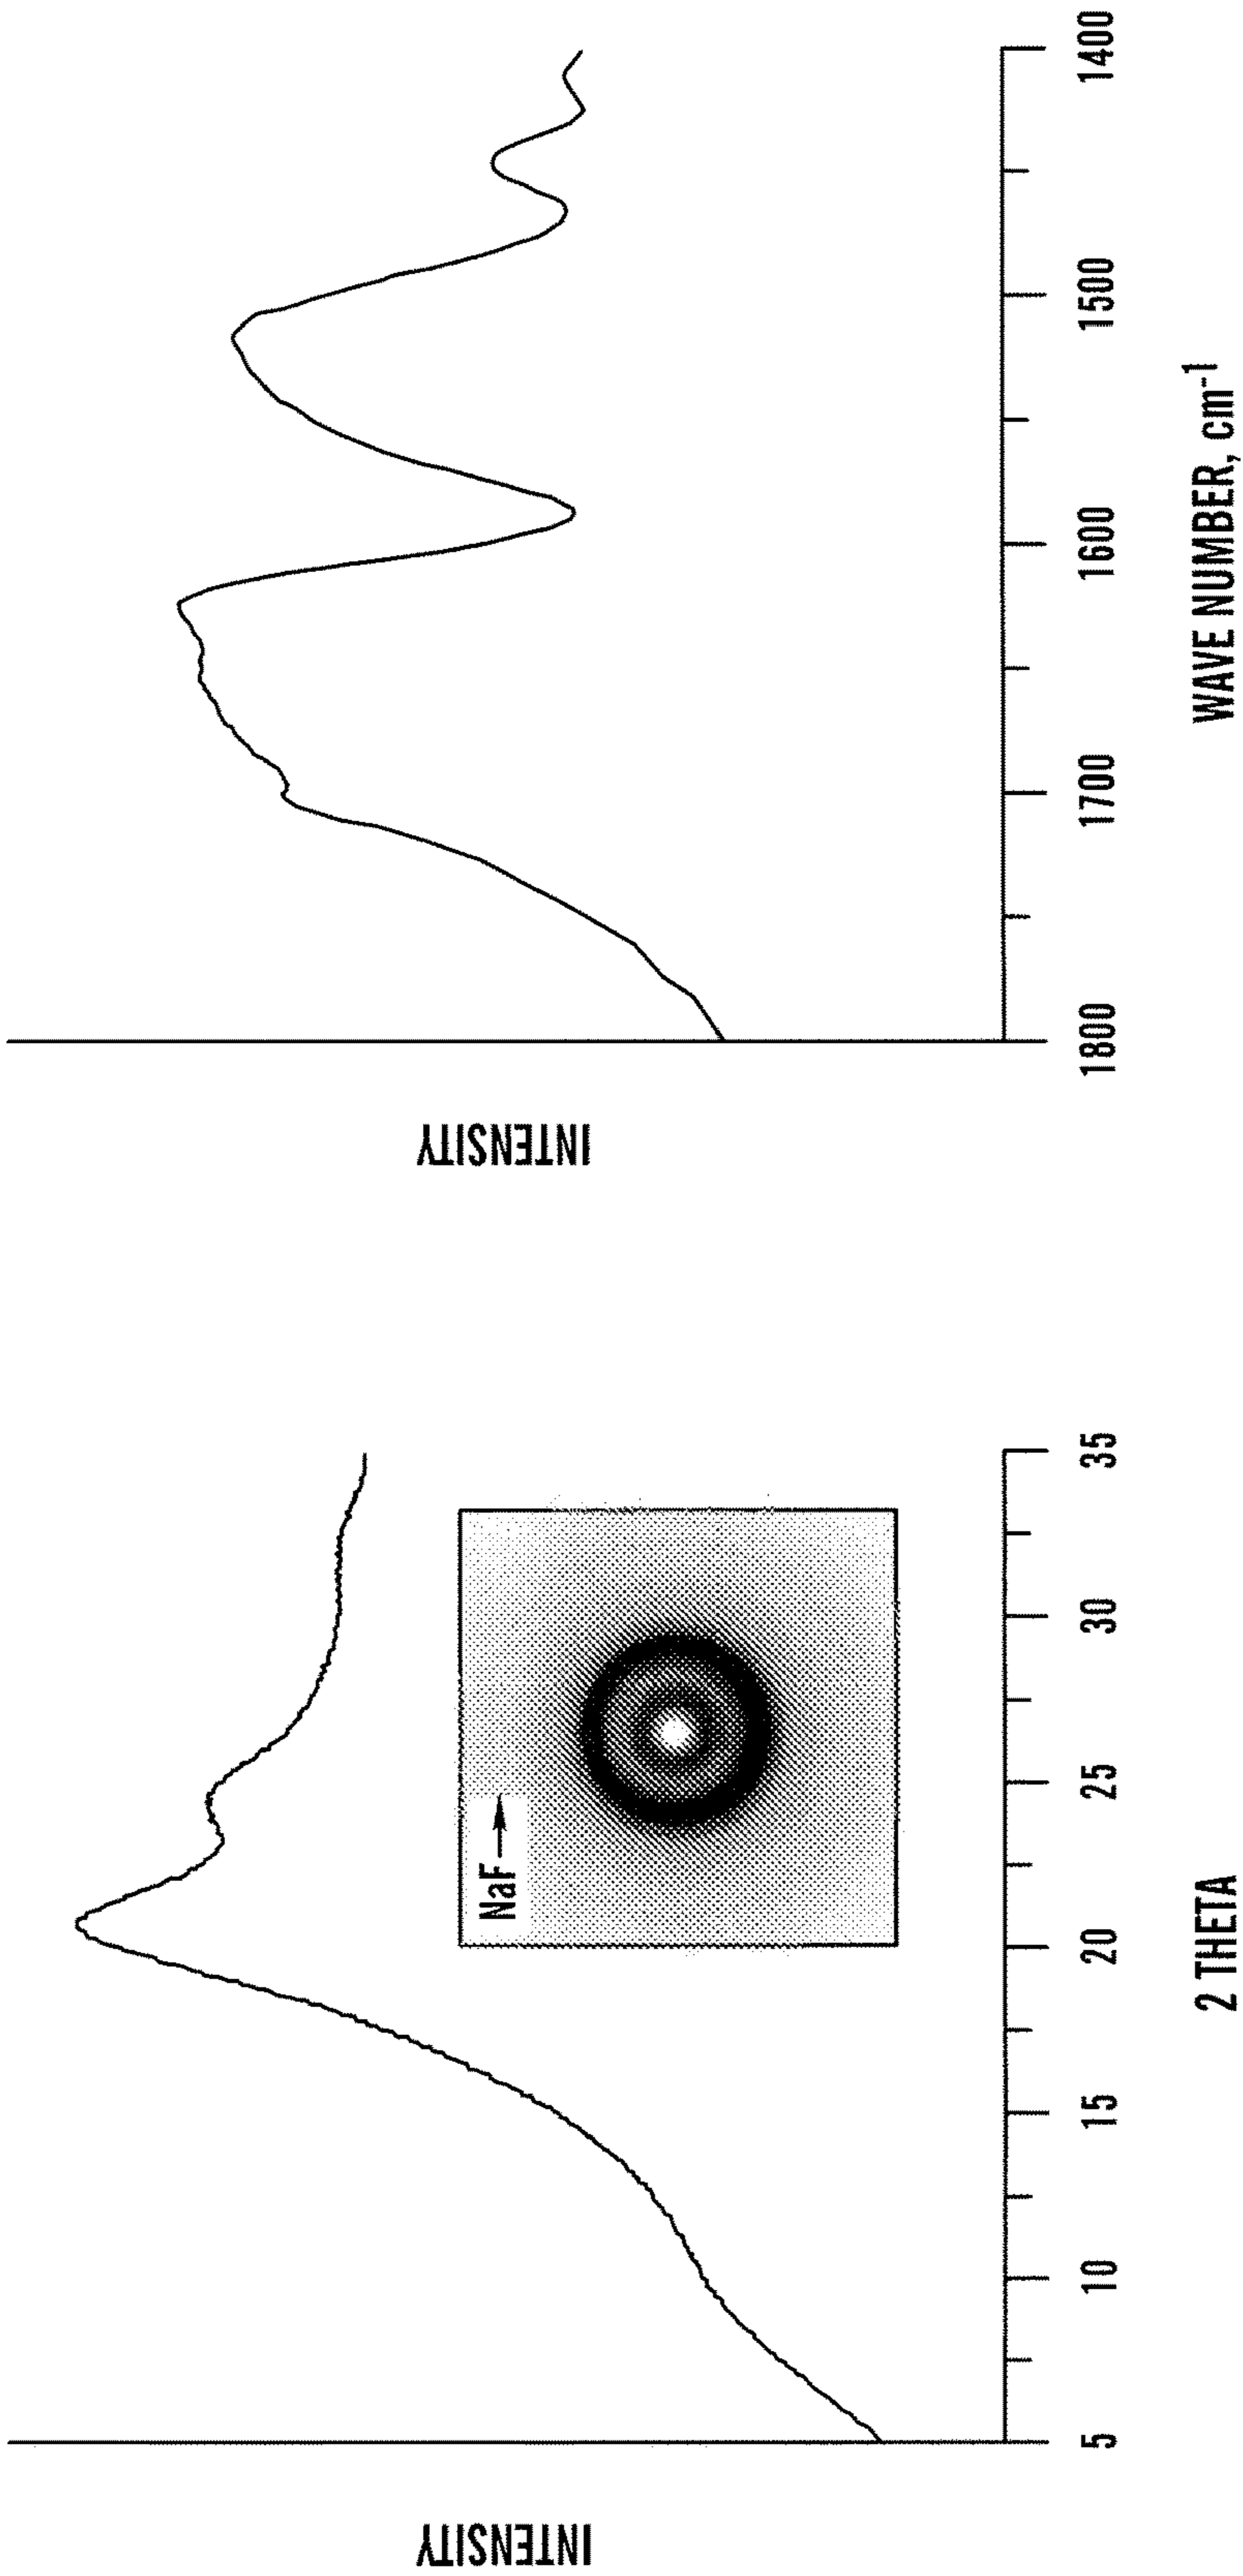 INTENSITY
NaF
5 10 15 20 25 30 35
2 THETA
INTENSITY
1800 1700 1600 1500 1400
WAVE NUMBER, cm⁻¹